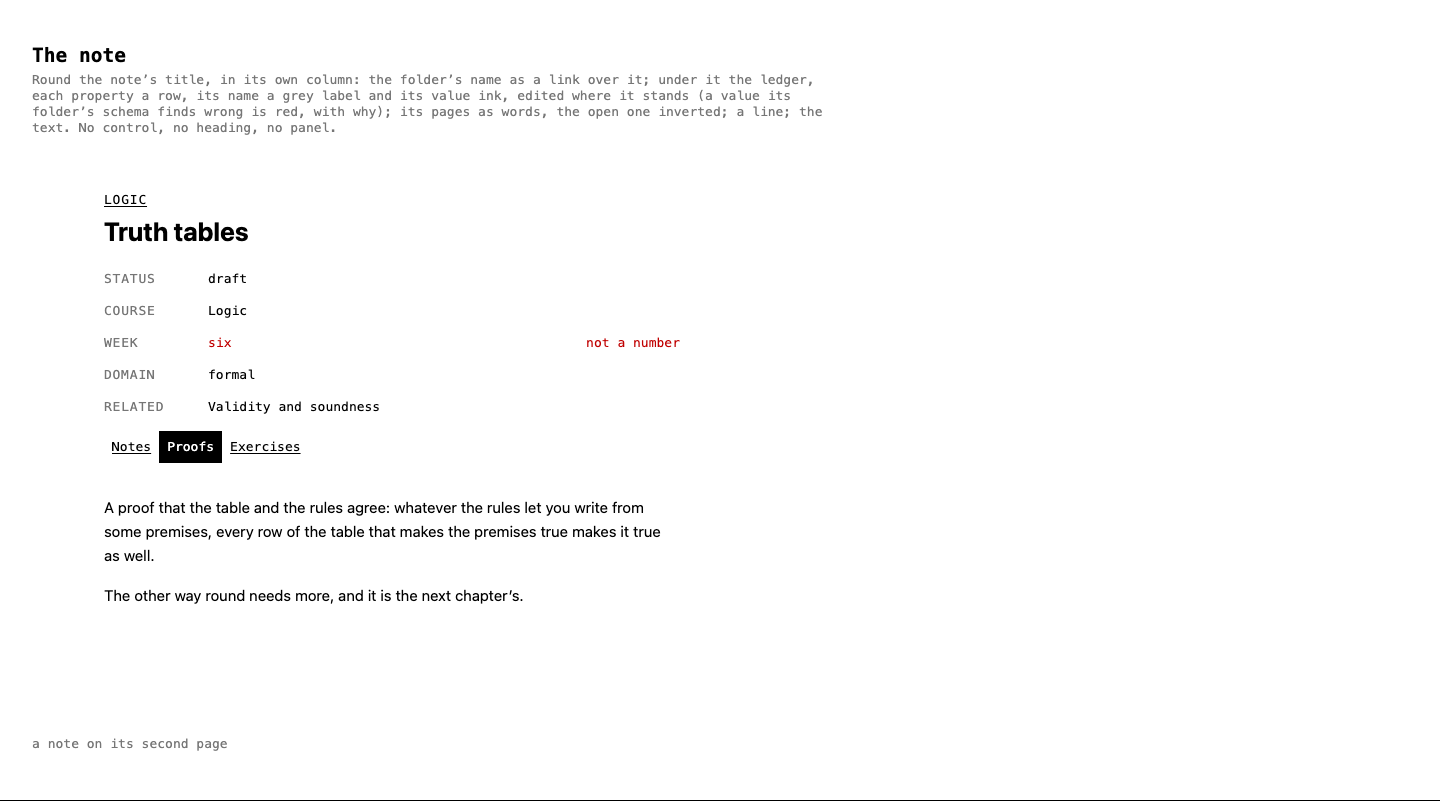 The note
Round the note’s title, in its own column: the folder’s name as a link over it; under it the ledger,
each property a row, its name a grey label and its value ink, edited where it stands (a value its
folder’s schema finds wrong is red, with why); its pages as words, the open one inverted; a line; the
text. No control, no heading, no panel.
LOGIC
Truth tables
STATUS draft
COURSE Logic
WEEK six not a number
DOMAIN formal
RELATED Validity and soundness
Notes Proofs Exercises
A proof that the table and the rules agree: whatever the rules let you write from
some premises, every row of the table that makes the premises true makes it true
as well.
The other way round needs more, and it is the next chapter’s.
a note on its second page